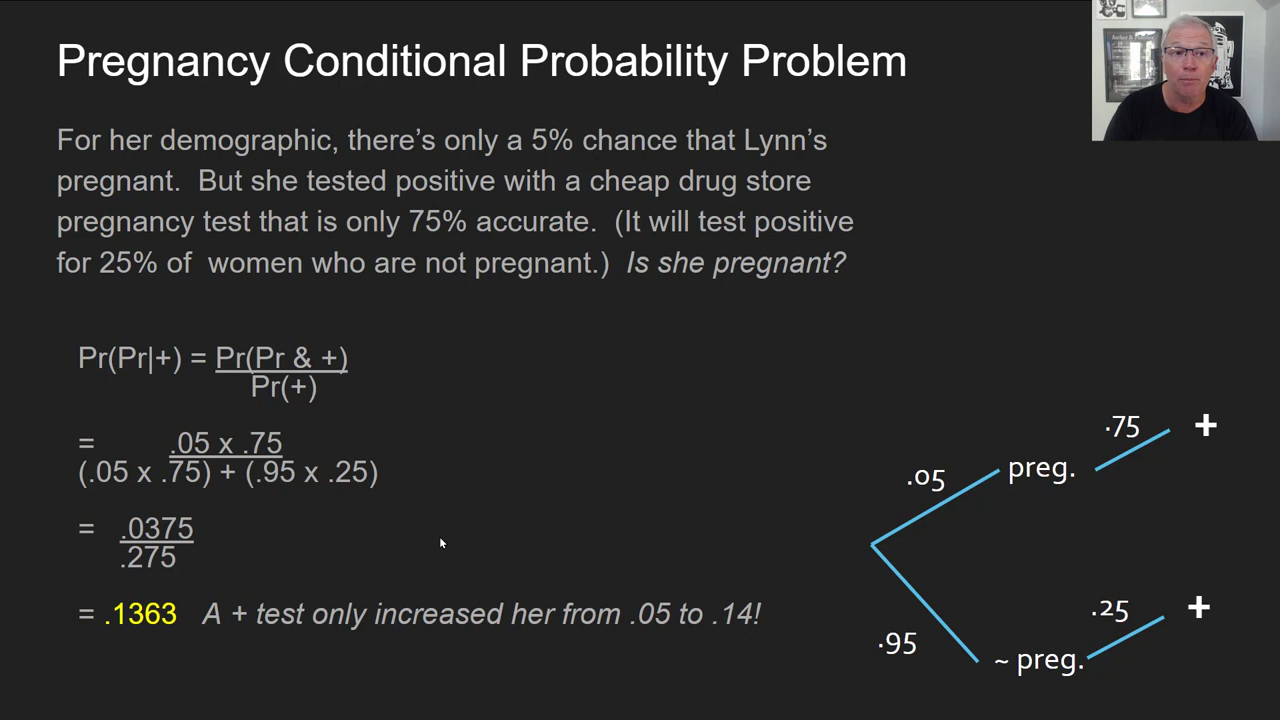 Pregnancy Conditional Probability Problem
For her demographic, there's only a 5% chance that Lynn's
pregnant. But she tested positive with a cheap drug store
pregnancy test that is only 75% accurate. (It will test positive
for 25% of women who are not pregnant.) Is she pregnant?
Pr(Pr|+) = Pr(Pr & +)
Pr(+)
= .05 x .75
(.05 x .75) + (.95 x .25)
= .0375
.275
= .1363 A + test only increased her from .05 to .14!
.75 +
.05 preg.
.25 +
.95 ~ preg.